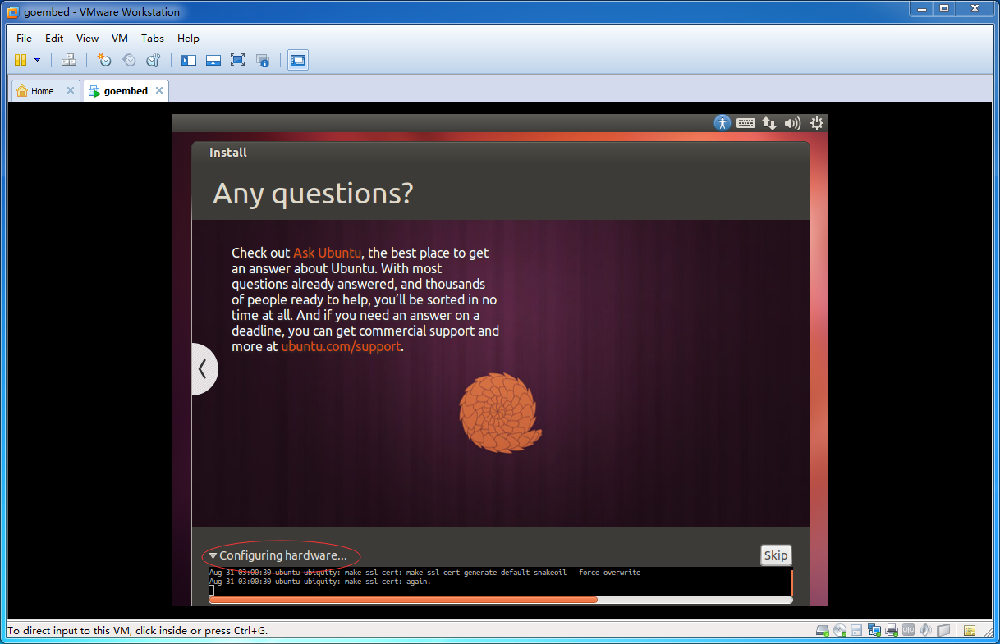 goembed - VMware Workstation
File Edit View VM Tabs Help
Home goembed
Install
Any questions?
Check out Ask Ubuntu, the best place to get
an answer about Ubuntu. With most
questions already answered, and thousands
of people ready to help, you’ll be sorted in no
time at all. And if you need an answer on a
deadline, you can get commercial support and
more at ubuntu.com/support.
Configuring hardware...
Skip
Aug 31 03:00:30 ubuntu ubiquity: make-ssl-cert: make-ssl-cert generate-default-snakeoil --force-overwrite
Aug 31 03:00:30 ubuntu ubiquity: make-ssl-cert: again.
To direct input to this VM, click inside or press Ctrl+G.